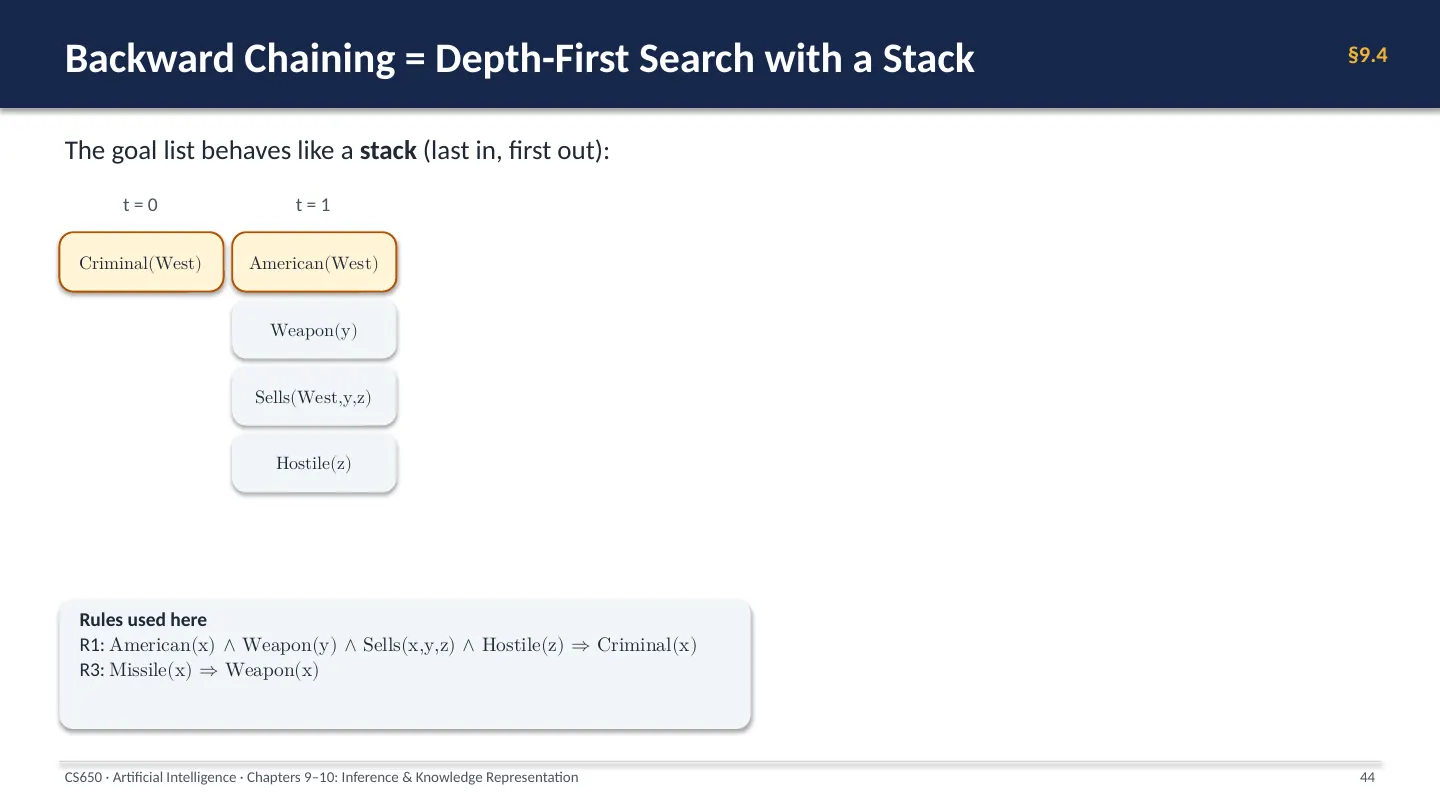 Backward Chaining = Depth-First Search with a Stack
§9.4
The goal list behaves like a stack (last in, first out):
t = 0
t = 1
Criminal(West)
American(West)
Weapon(y)
Sells(West,y,z)
Hostile(z)
Rules used here
R1: American(x) ∧ Weapon(y) ∧ Sells(x,y,z) ∧ Hostile(z) ⇒ Criminal(x)
R3: Missile(x) ⇒ Weapon(x)
CS650 · Artificial Intelligence · Chapters 9–10: Inference & Knowledge Representation
44